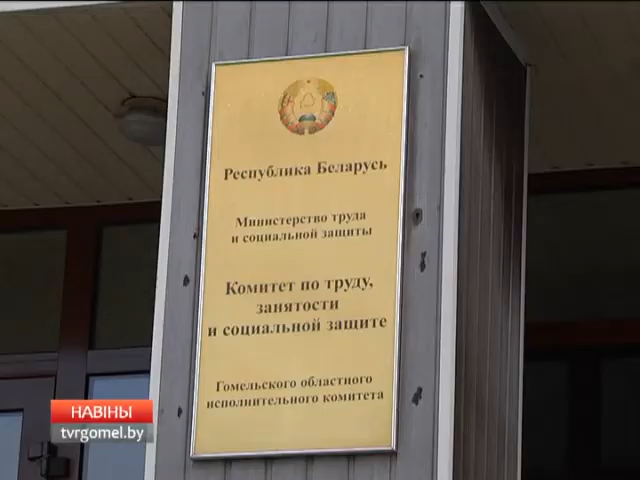 Республика Беларусь
Министерство труда
и социальной защиты
Комитет по труду,
занятости
и социальной защите
Гомельского областного
исполнительного комитета
НАВІНЫ
tvrgomel.by